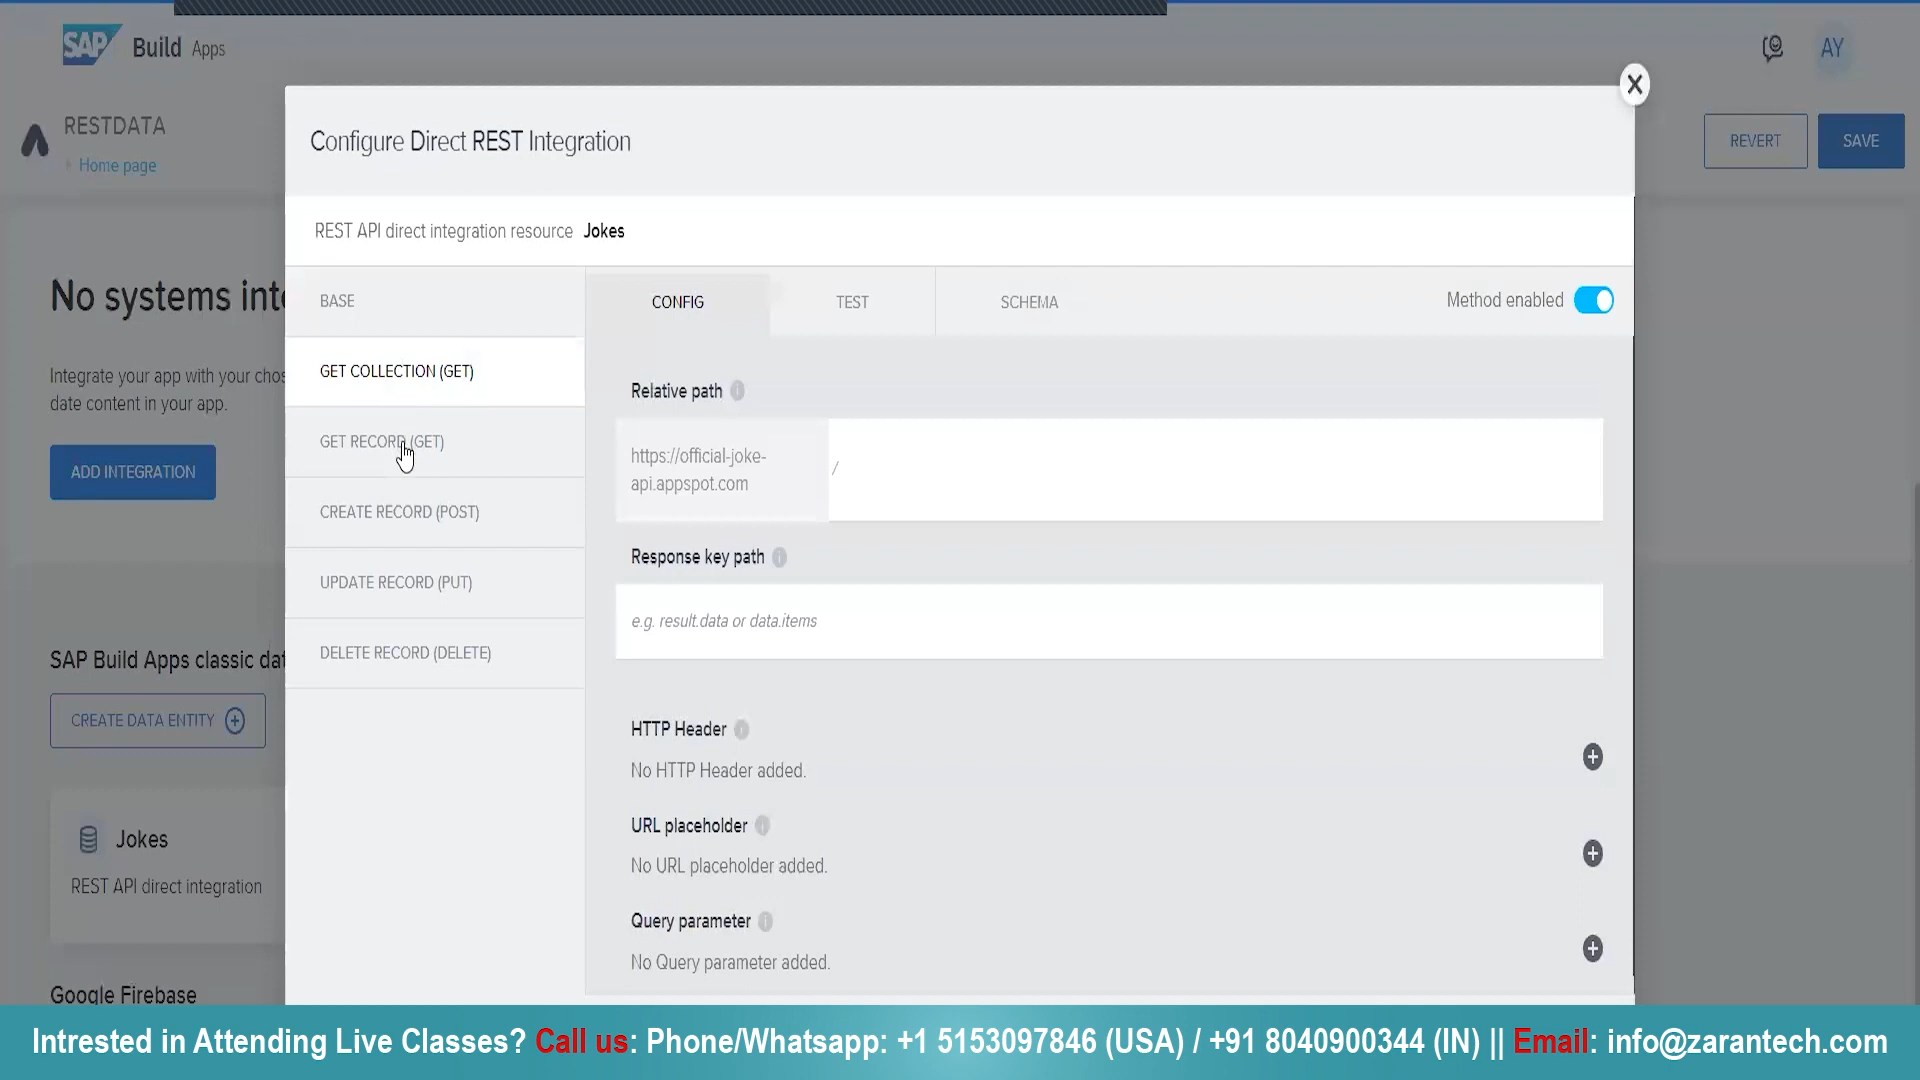 SAP Build Apps
AY
RESTDATA
Home page
REVERT
SAVE
Configure Direct REST Integration
REST API direct integration resource Jokes
BASE
CONFIG
TEST
SCHEMA
Method enabled
GET COLLECTION (GET)
GET RECORD (GET)
CREATE RECORD (POST)
UPDATE RECORD (PUT)
DELETE RECORD (DELETE)
Relative path
https://official-joke-
api.appspot.com
/
Response key path
e.g. result.data or data.items
HTTP Header
No HTTP Header added.
URL placeholder
No URL placeholder added.
Query parameter
No Query parameter added.
No systems
Integrate your app with your
date content in your app.
ADD INTEGRATION
SAP Build Apps classic
CREATE DATA ENTITY
Jokes
REST API direct integration
Google Firebase
Intrested in Attending Live Classes? Call us: Phone/Whatsapp: +1 5153097846 (USA) / +91 8040900344 (IN) || Email: info@zarantech.com